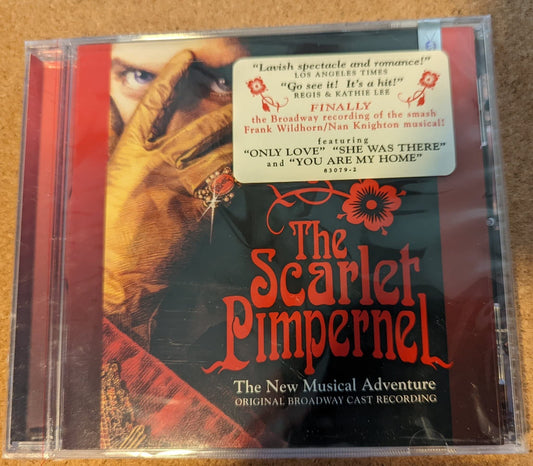 "Lavish spectacle and romance!"
LOS ANGELES TIMES
"Go see it! It's a hit!"
REGIS & KATHIE LEE
FINALLY
the Broadway recording of the smash
Frank Wildhorn/Nan Knighton musical!
featuring
"ONLY LOVE" "SHE WAS THERE"
and "YOU ARE MY HOME"
83079-2
The
Scarlet
Pimpernel
The New Musical Adventure
ORIGINAL BROADWAY CAST RECORDING